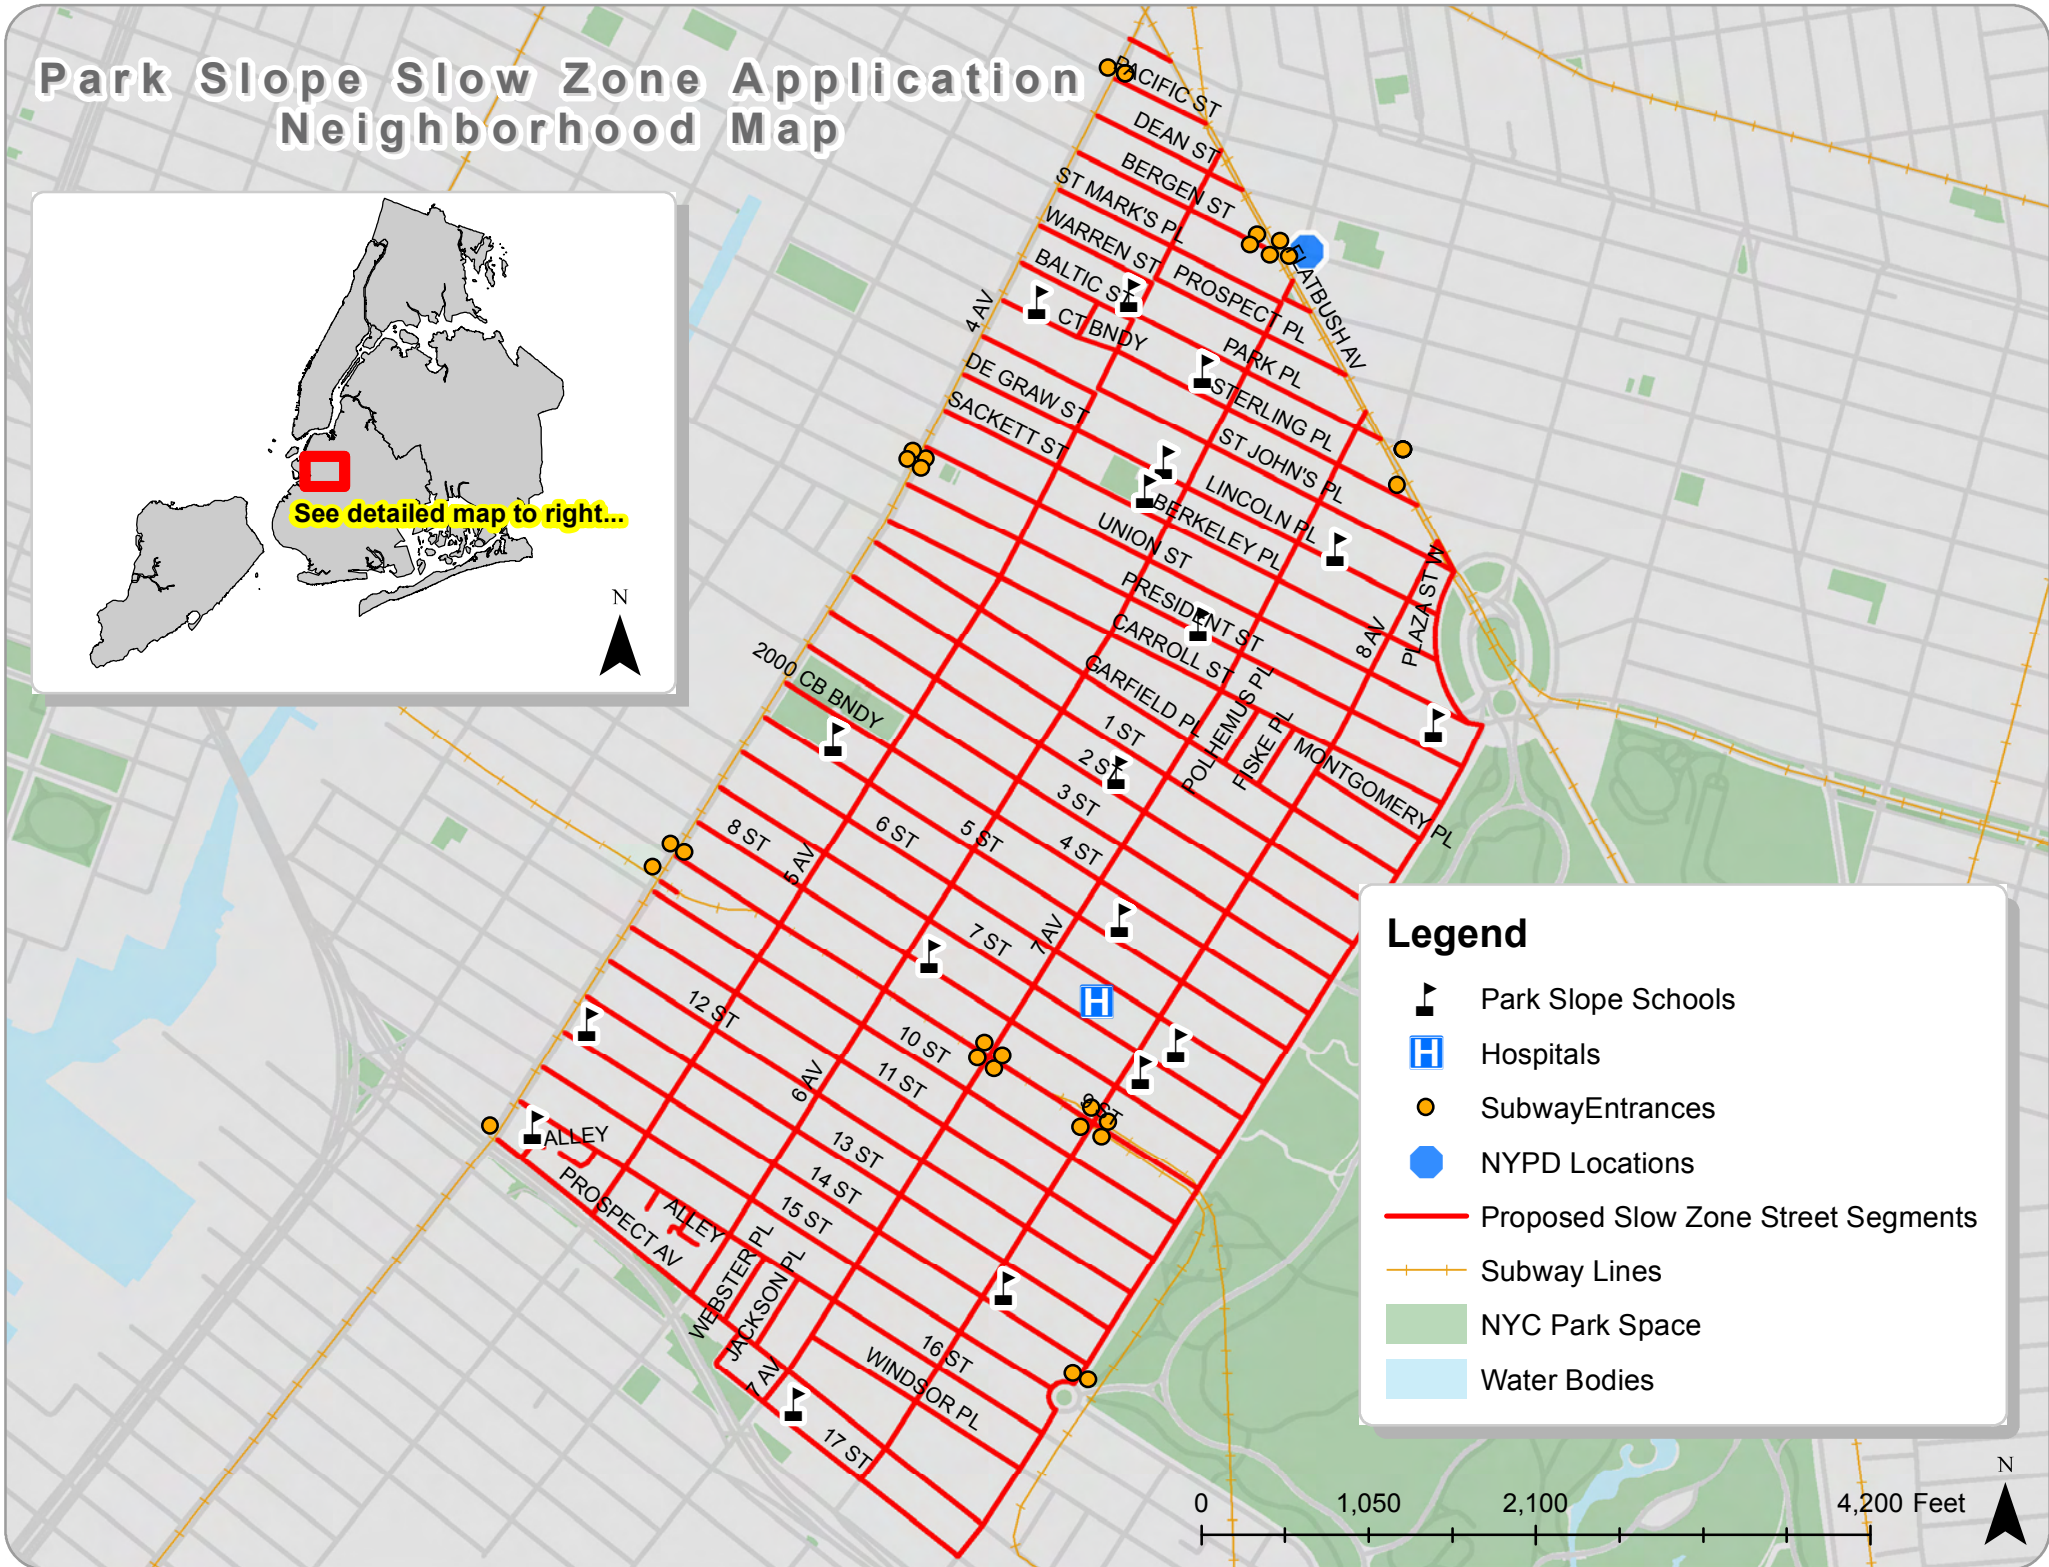 Park Slope Slow Zone Application
Neighborhood Map
See detailed map to right...
N
PACIFIC ST
DEAN ST
BERGEN ST
ST MARK'S PL
WARREN ST
BALTIC ST
CT BNDY
PROSPECT PL
FLATBUSH AV
4 AV
PARK PL
DE GRAW ST
STERLING PL
SACKETT ST
ST JOHN'S PL
LINCOLN PL
BERKELEY PL
UNION ST
PLAZA ST W
PRESIDENT ST
8 AV
CARROLL ST
GARFIELD PL
2000 CB BNDY
POLHEMUS PL
FISKE PL
1 ST
2 ST
MONTGOMERY PL
3 ST
4 ST
5 ST
6 ST
8 ST
5 AV
7 ST
7 AV
12 ST
10 ST
11 ST
6 AV
9 ST
ALLEY
13 ST
14 ST
15 ST
PROSPECT AV
ALLEY
WEBSTER PL
JACKSON PL
16 ST
WINDSOR PL
7 AV
17 ST
Legend
Park Slope Schools
H Hospitals
SubwayEntrances
NYPD Locations
Proposed Slow Zone Street Segments
Subway Lines
NYC Park Space
Water Bodies
H
0 1,050 2,100 4,200 Feet
N